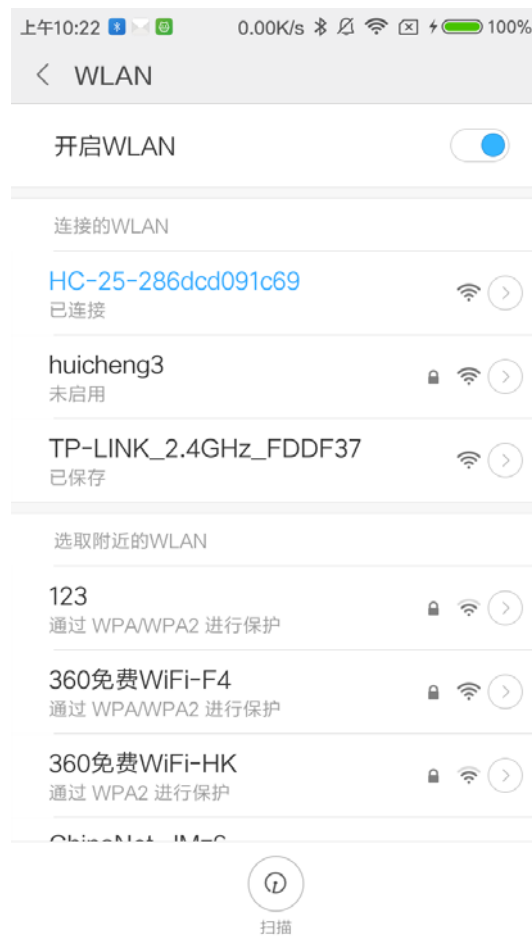 上午10:22 0.00K/s 100%
WLAN
开启WLAN
连接的WLAN
HC-25-286dcd091c69
已连接
huicheng3
未启用
TP-LINK_2.4GHz_FDDF37
已保存
选取附近的WLAN
123
通过 WPA/WPA2 进行保护
360免费WiFi-F4
通过 WPA/WPA2 进行保护
360免费WiFi-HK
通过 WPA2 进行保护
扫描